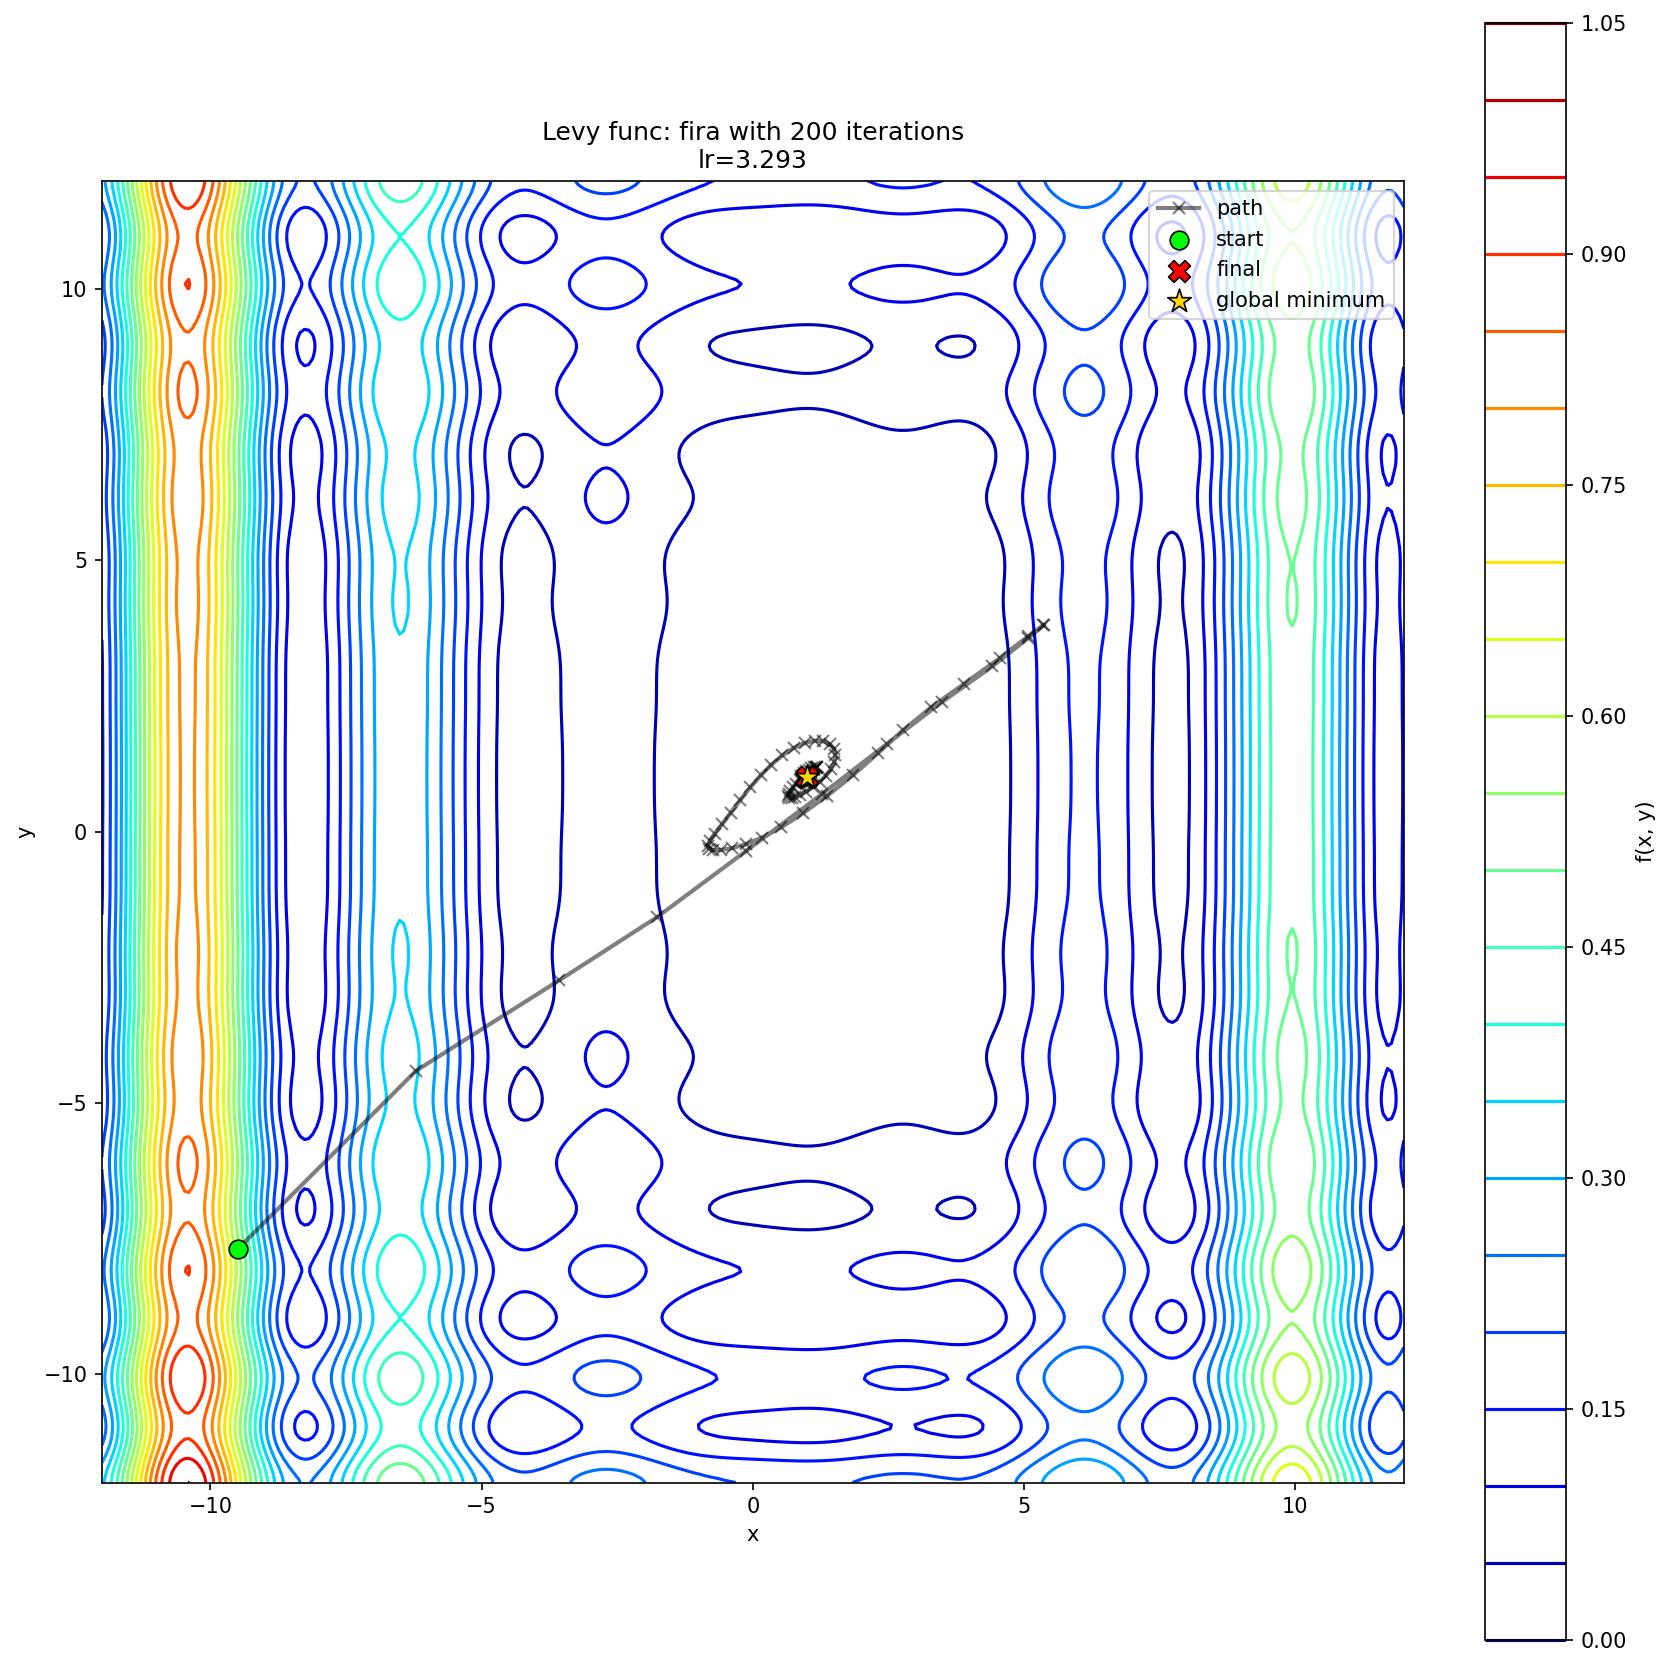 Levy func: fira with 200 iterations
lr=3.293
path
start
final
global minimum
10
5
0
−5
−10
y
−10
−5
0
5
10
x
1.05
0.90
0.75
0.60
0.45
0.30
0.15
0.00
f(x, y)